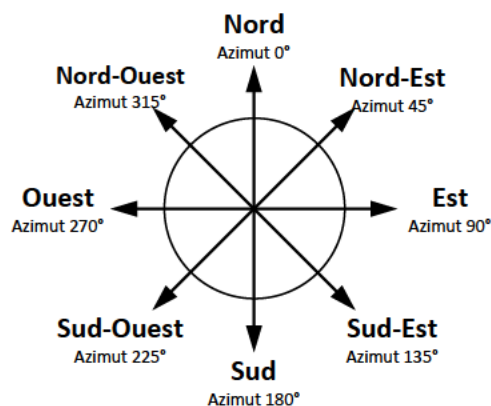 Nord
Azimut 0°
Nord-Ouest
Azimut 315°
Nord-Est
Azimut 45°
Ouest
Azimut 270°
Est
Azimut 90°
Sud-Ouest
Azimut 225°
Sud-Est
Azimut 135°
Sud
Azimut 180°